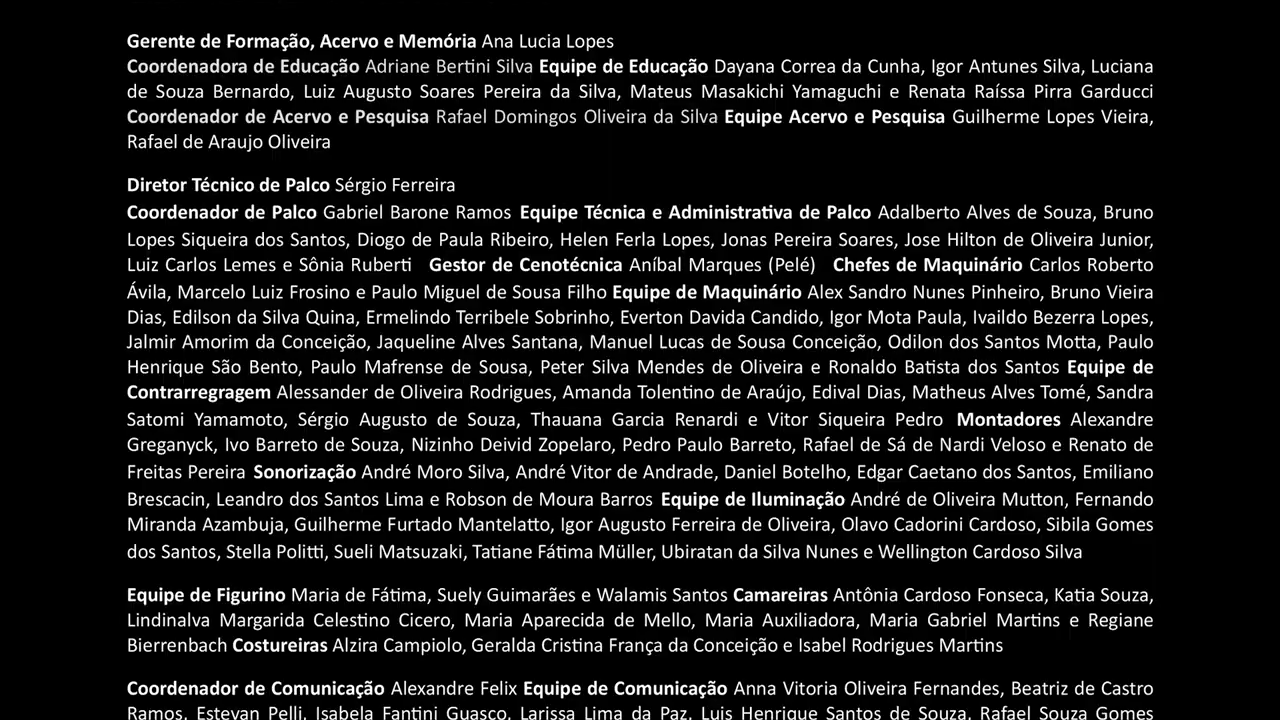 Gerente de Formação, Acervo e Memória Ana Lucia Lopes
Coordenadora de Educação Adriane Bertini Silva Equipe de Educação Dayana Correa da Cunha, Igor Antunes Silva, Luciana
de Souza Bernardo, Luiz Augusto Soares Pereira da Silva, Mateus Masakichi Yamaguchi e Renata Raíssa Pirra Garducci
Coordenador de Acervo e Pesquisa Rafael Domingos Oliveira da Silva Equipe Acervo e Pesquisa Guilherme Lopes Vieira,
Rafael de Araujo Oliveira
Diretor Técnico de Palco Sérgio Ferreira
Coordenador de Palco Gabriel Barone Ramos Equipe Técnica e Administrativa de Palco Adalberto Alves de Souza, Bruno
Lopes Siqueira dos Santos, Diogo de Paula Ribeiro, Helen Ferla Lopes, Jonas Pereira Soares, Jose Hilton de Oliveira Junior,
Luiz Carlos Lemes e Sônia Ruberti Gestor de Cenotécnica Aníbal Marques (Pelé) Chefes de Maquinário Carlos Roberto
Ávila, Marcelo Luiz Frosino e Paulo Miguel de Sousa Filho Equipe de Maquinário Alex Sandro Nunes Pinheiro, Bruno Vieira
Dias, Edilson da Silva Quina, Ermelindo Terribele Sobrinho, Everton Davida Candido, Igor Mota Paula, Ivaildo Bezerra Lopes,
Jalmir Amorim da Conceição, Jaqueline Alves Santana, Manuel Lucas de Sousa Conceição, Odilon dos Santos Motta, Paulo
Henrique São Bento, Paulo Mafrense de Sousa, Peter Silva Mendes de Oliveira e Ronaldo Batista dos Santos Equipe de
Contrarregragem Alessander de Oliveira Rodrigues, Amanda Tolentino de Araújo, Edival Dias, Matheus Alves Tomé, Sandra
Satomi Yamamoto, Sérgio Augusto de Souza, Thauana Garcia Renardi e Vitor Siqueira Pedro Montadores Alexandre
Greganyck, Ivo Barreto de Souza, Nizinho Deivid Zopelaro, Pedro Paulo Barreto, Rafael de Sá de Nardi Veloso e Renato de
Freitas Pereira Sonorização André Moro Silva, André Vitor de Andrade, Daniel Botelho, Edgar Caetano dos Santos, Emiliano
Brescacin, Leandro dos Santos Lima e Robson de Moura Barros Equipe de Iluminação André de Oliveira Mutton, Fernando
Miranda Azambuja, Guilherme Furtado Mantelatto, Igor Augusto Ferreira de Oliveira, Olavo Cadorini Cardoso, Sibila Gomes
dos Santos, Stella Politti, Sueli Matsuzaki, Tatiane Fátima Müller, Ubiratan da Silva Nunes e Wellington Cardoso Silva
Equipe de Figurino Maria de Fátima, Suely Guimarães e Walamis Santos Camareiras Antônia Cardoso Fonseca, Katia Souza,
Lindinalva Margarida Celestino Cicero, Maria Aparecida de Mello, Maria Auxiliadora, Maria Gabriel Martins e Regiane
Bierrenbach Costureiras Alzira Campiolo, Geralda Cristina França da Conceição e Isabel Rodrigues Martins
Coordenador de Comunicação Alexandre Felix Equipe de Comunicação Anna Vitoria Oliveira Fernandes, Beatriz de Castro
Ramos, Estevan Pelli, Isabela Fantini Guasco, Larissa Lima da Paz, Luis Henrique Santos de Souza, Rafael Souza Gomes